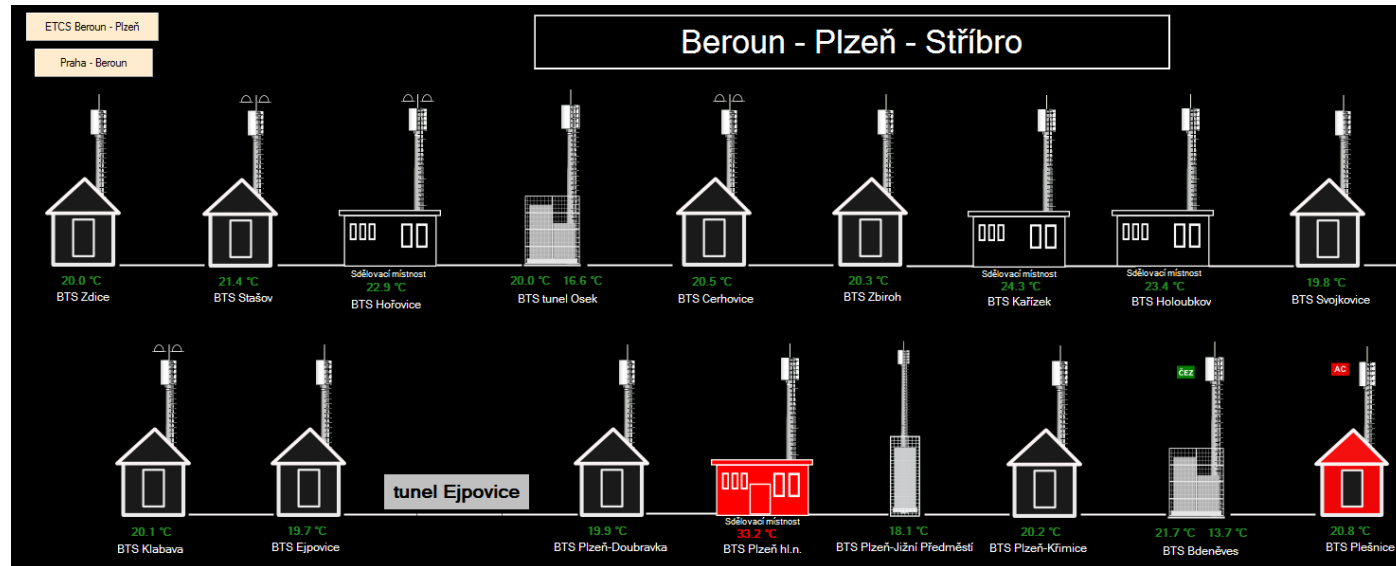 ETCS Beroun - Plzeň
Praha - Beroun
Beroun - Plzeň - Stříbro
20.0 °C
BTS Zdice
21.4 °C
BTS Stašov
Sdělovací místnost
22.9 °C
BTS Hořovice
20.0 °C 16.6 °C
BTS tunel Osek
20.5 °C
BTS Cerhovice
20.3 °C
BTS Zbiroh
Sdělovací místnost
24.3 °C
BTS Kařízek
Sdělovací místnost
23.4 °C
BTS Holoubkov
19.8 °C
BTS Svojkovice
20.1 °C
BTS Klabava
19.7 °C
BTS Ejpovice
tunel Ejpovice
19.9 °C
BTS Plzeň-Doubravka
Sdělovací místnost
33.2 °C
BTS Plzeň hl.n.
18.1 °C
BTS Plzeň-Jižní Předměstí
20.2 °C
BTS Plzeň-Křimice
ČEZ
21.7 °C 13.7 °C
BTS Bdeněves
AC
20.8 °C
BTS Plešnice